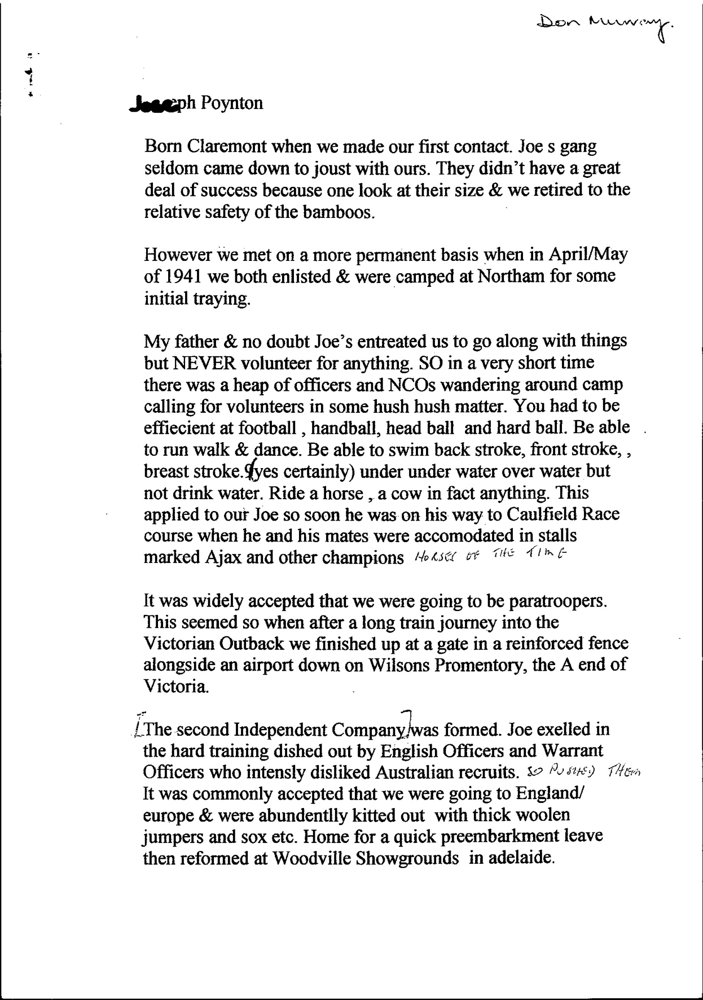 Don Murray.
Joseph Poynton
Born Claremont when we made our first contact. Joe s gang
seldom came down to joust with ours. They didn't have a great
deal of success because one look at their size & we retired to the
relative safety of the bamboos.
However we met on a more permanent basis when in April/May
of 1941 we both enlisted & were camped at Northam for some
initial traying.
My father & no doubt Joe's entreated us to go along with things
but NEVER volunteer for anything. SO in a very short time
there was a heap of officers and NCOs wandering around camp
calling for volunteers in some hush hush matter. You had to be
effiecient at football , handball, head ball and hard ball. Be able
to run walk & dance. Be able to swim back stroke, front stroke, ,
breast stroke.(yes certainly) under under water over water but
not drink water. Ride a horse , a cow in fact anything. This
applied to our Joe so soon he was on his way to Caulfield Race
course when he and his mates were accomodated in stalls
marked Ajax and other champions HORSES OF THE TIME
It was widely accepted that we were going to be paratroopers.
This seemed so when after a long train journey into the
Victorian Outback we finished up at a gate in a reinforced fence
alongside an airport down on Wilsons Promentory, the A end of
Victoria.
[The second Independent Company] was formed. Joe exelled in
the hard training dished out by English Officers and Warrant
Officers who intensly disliked Australian recruits. SO PUSHED THEM
It was commonly accepted that we were going to England/
europe & were abundentlly kitted out with thick woolen
jumpers and sox etc. Home for a quick preembarkment leave
then reformed at Woodville Showgrounds in adelaide.